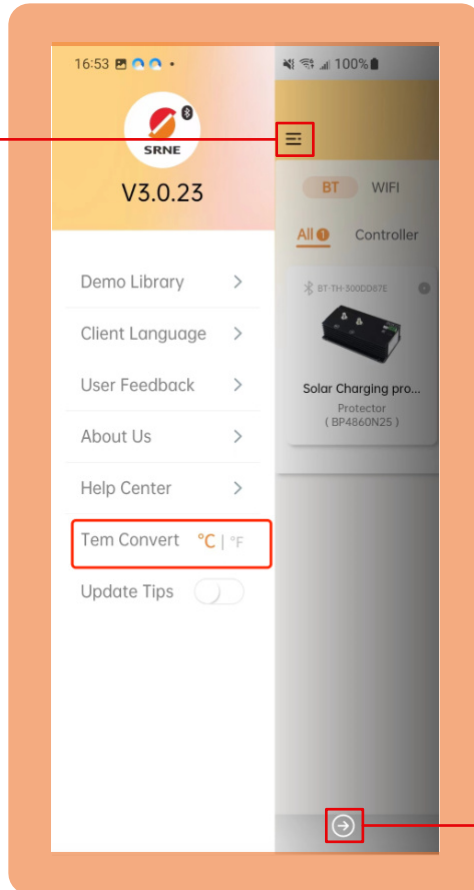 16:53
100%
SRNE
V3.0.23
BT WIFI
All 1 Controller
Demo Library
Client Language
User Feedback
About Us
Help Center
Tem Convert °C | °F
Update Tips
BT-TH-300DD87E
Solar Charging pro...
Protector
( BP4860N25 )